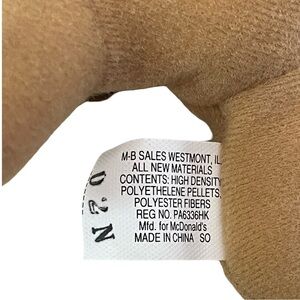 M-B SALES WESTMONT, IL
ALL NEW MATERIALS
CONTENTS: HIGH DENSITY
POLYETHELENE PELLETS,
POLYESTER FIBERS
REG NO. PA6336HK
Mfd. for McDonald's
MADE IN CHINA SO